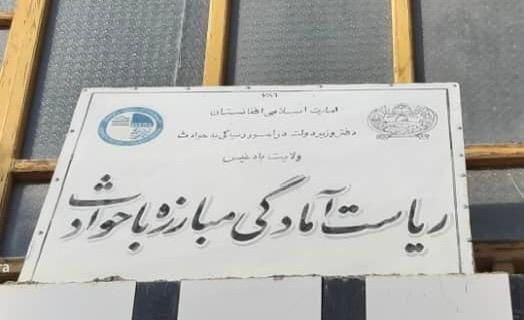 ۷۸۶
امارت اسلامی افغانستان
دفتر وزیر دولت در امور رسیدگی به حوادث
ولایت بادغیس
ریاست آمادگی مبارزه با حوادث